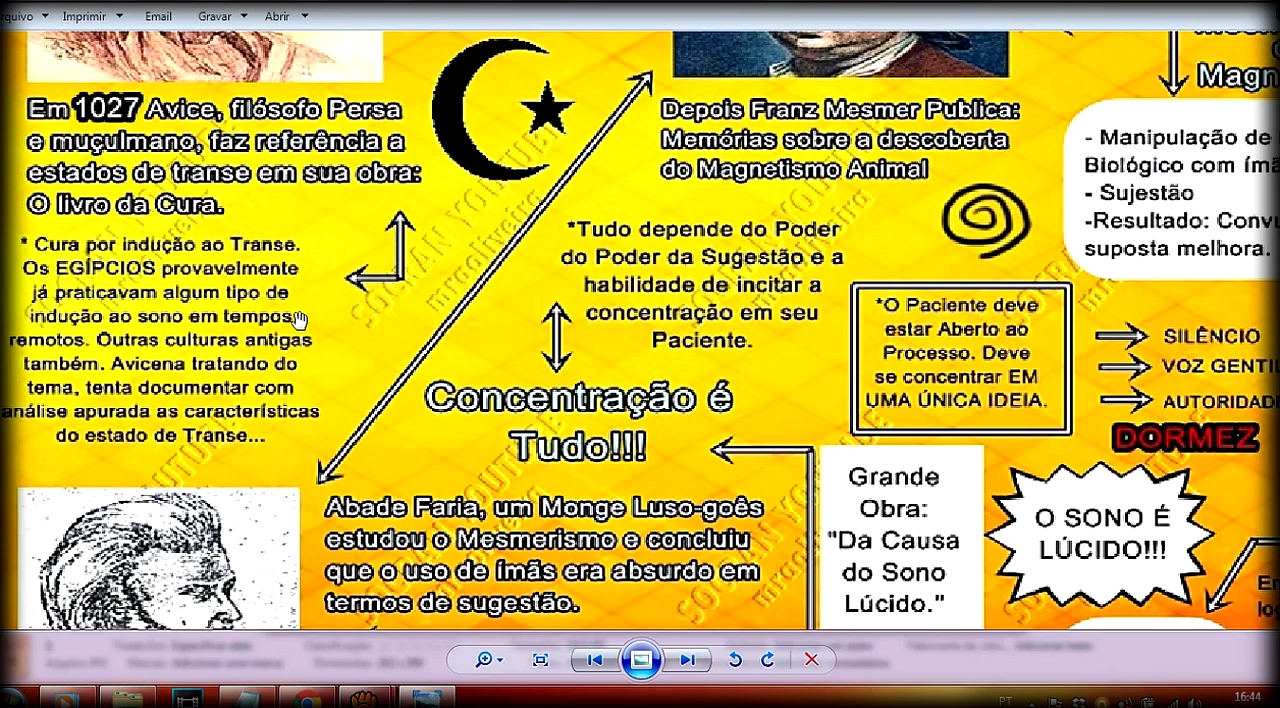 Imprimir
Email
Gravar
Abrir
Em 1027 Avice, filósofo Persa
e muçulmano, faz referência a
estados de transe em sua obra:
O livro da Cura.
* Cura por indução ao Transe.
Os EGÍPCIOS provavelmente
já praticavam algum tipo de
indução ao sono em tempos
remotos. Outras culturas antigas
também. Avicena tratando do
tema, tenta documentar com
análise apurada as características
do estado de Transe...
Depois Franz Mesmer Publica:
Memórias sobre a descoberta
do Magnetismo Animal
*Tudo depende do Poder
do Poder da Sugestão e a
habilidade de incitar a
concentração em seu
Paciente.
Concentração é
Tudo!!!
Abade Faria, um Monge Luso-goês
estudou o Mesmerismo e concluiu
que o uso de ímãs era absurdo em
termos de sugestão.
Magn
- Manipulação de
Biológico com ímã
- Sujestão
-Resultado: Conv
suposta melhora.
*O Paciente deve
estar Aberto ao
Processo. Deve
se concentrar EM
UMA ÚNICA IDEIA.
SILÊNCIO
VOZ GENTIL
AUTORIDAD
DORMEZ
Grande
Obra:
"Da Causa
do Sono
Lúcido."
O SONO É
LÚCIDO!!!
SOGRAN YOUTUBE
mraoliveira
PT
16:44